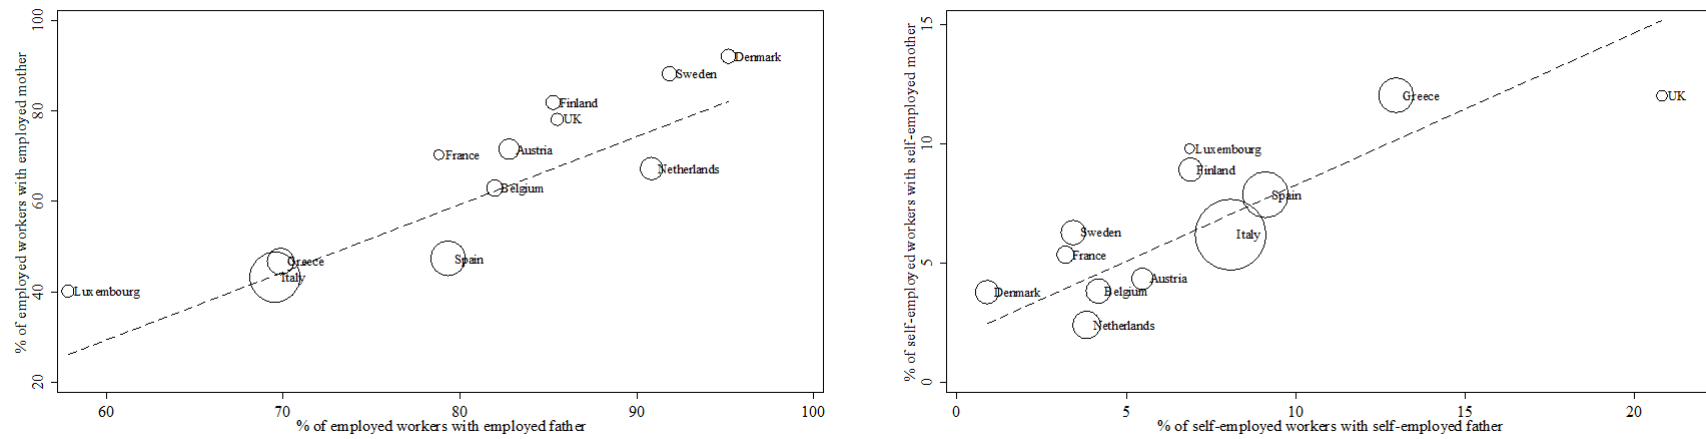 % of employed workers with employed mother
100
80
60
40
20
Denmark
Sweden
Finland
UK
France
Austria
Netherlands
Belgium
Spain
Greece
Italy
Luxembourg
60
70
80
90
100
% of employed workers with employed father
% of self-employed workers with self-employed mother
15
10
5
0
Greece
UK
Luxembourg
Finland
Spain
Italy
Sweden
France
Austria
Belgium
Denmark
Netherlands
0
5
10
15
20
% of self-employed workers with self-employed father